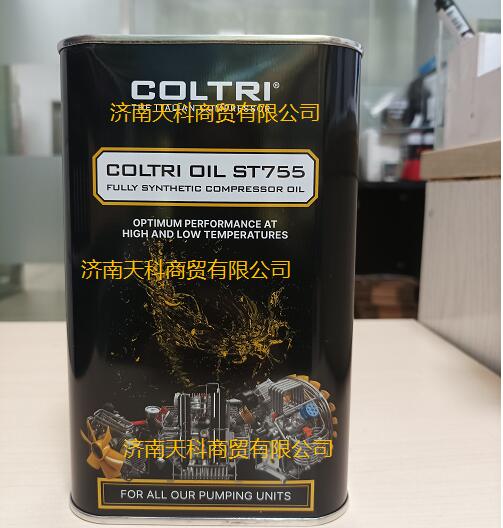 COLTRI®
THE ITALIAN COMPRESSOR
济南天科商贸有限公司
COLTRI OIL ST755
FULLY SYNTHETIC COMPRESSOR OIL
OPTIMUM PERFORMANCE AT
HIGH AND LOW TEMPERATURES
济南天科商贸有限公司
济南天科商贸有限公司
FOR ALL OUR PUMPING UNITS